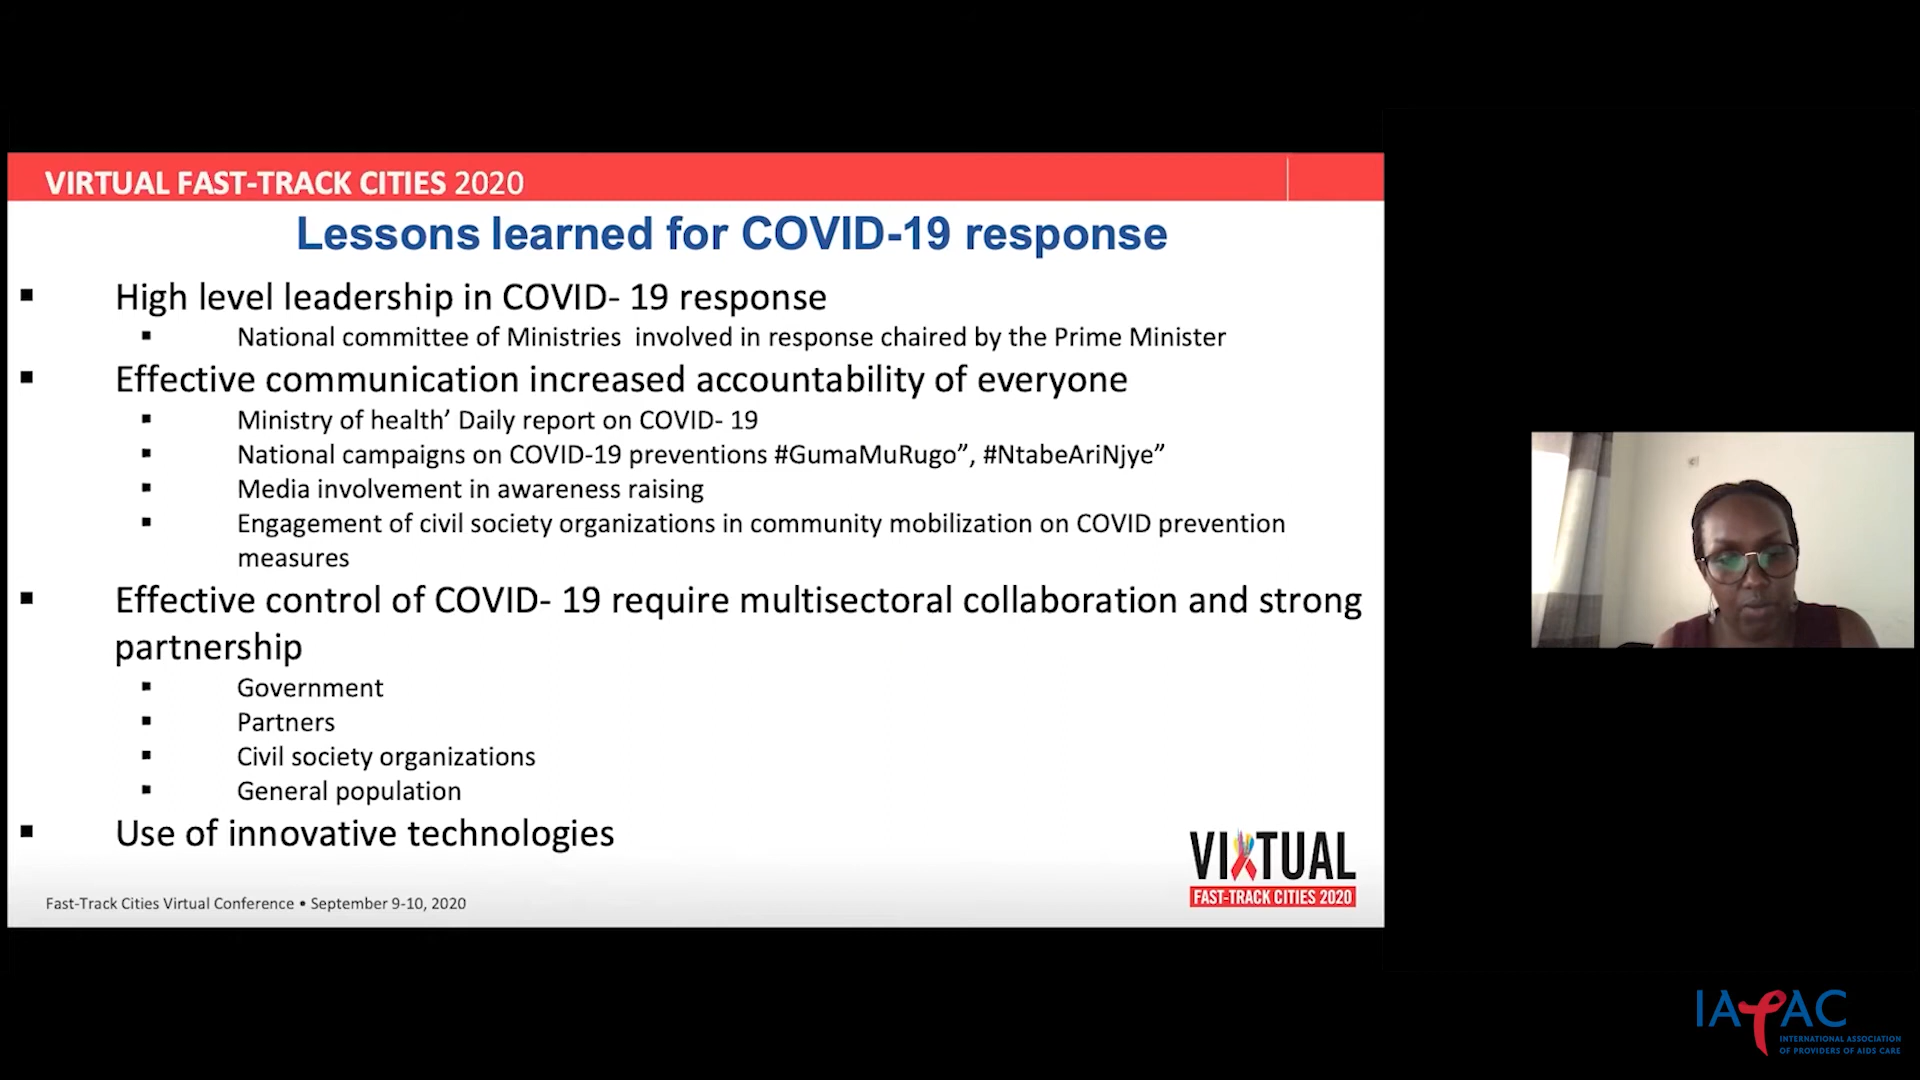 VIRTUAL FAST-TRACK CITIES 2020
Lessons learned for COVID-19 response
▪ High level leadership in COVID- 19 response
▪ National committee of Ministries  involved in response chaired by the Prime Minister
▪ Effective communication increased accountability of everyone
▪ Ministry of health’ Daily report on COVID- 19
▪ National campaigns on COVID-19 preventions #GumaMuRugo”, #NtabeAriNjye”
▪ Media involvement in awareness raising
▪ Engagement of civil society organizations in community mobilization on COVID prevention
measures
▪ Effective control of COVID- 19 require multisectoral collaboration and strong
partnership
▪ Government
▪ Partners
▪ Civil society organizations
▪ General population
▪ Use of innovative technologies
VIRTUAL
FAST-TRACK CITIES 2020
Fast-Track Cities Virtual Conference • September 9-10, 2020
IAPAC
INTERNATIONAL ASSOCIATION
OF PROVIDERS OF AIDS CARE